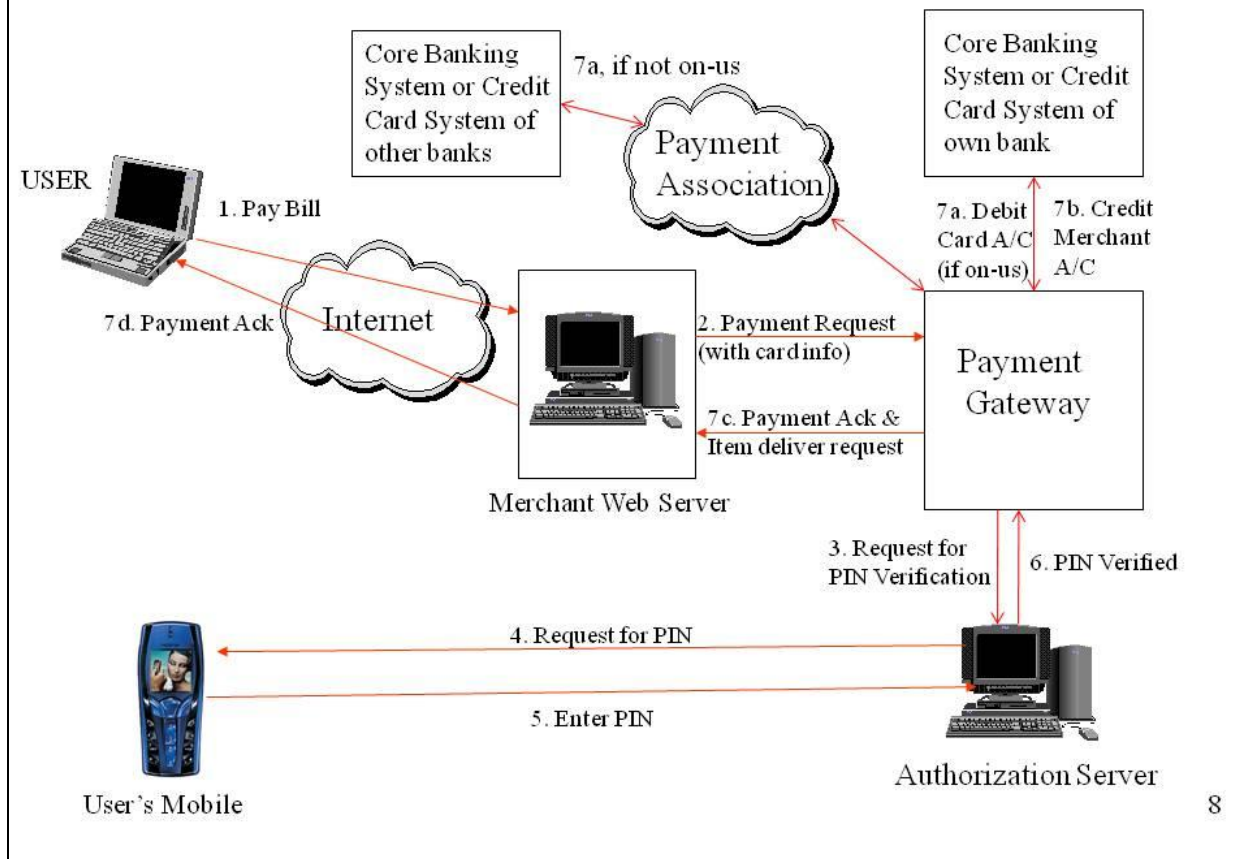 Core Banking
System or Credit
Card System of
other banks
7a, if not on-us
Payment
Association
Core Banking
System or Credit
Card System of
own bank
USER
1. Pay Bill
7a. Debit
Card A/C
(if on-us)
7b. Credit
Merchant
A/C
7d. Payment Ack
Internet
2. Payment Request
(with card info)
Payment
Gateway
7c. Payment Ack &
Item deliver request
Merchant Web Server
3. Request for
PIN Verification
6. PIN Verified
4. Request for PIN
5. Enter PIN
Authorization Server
User's Mobile
8